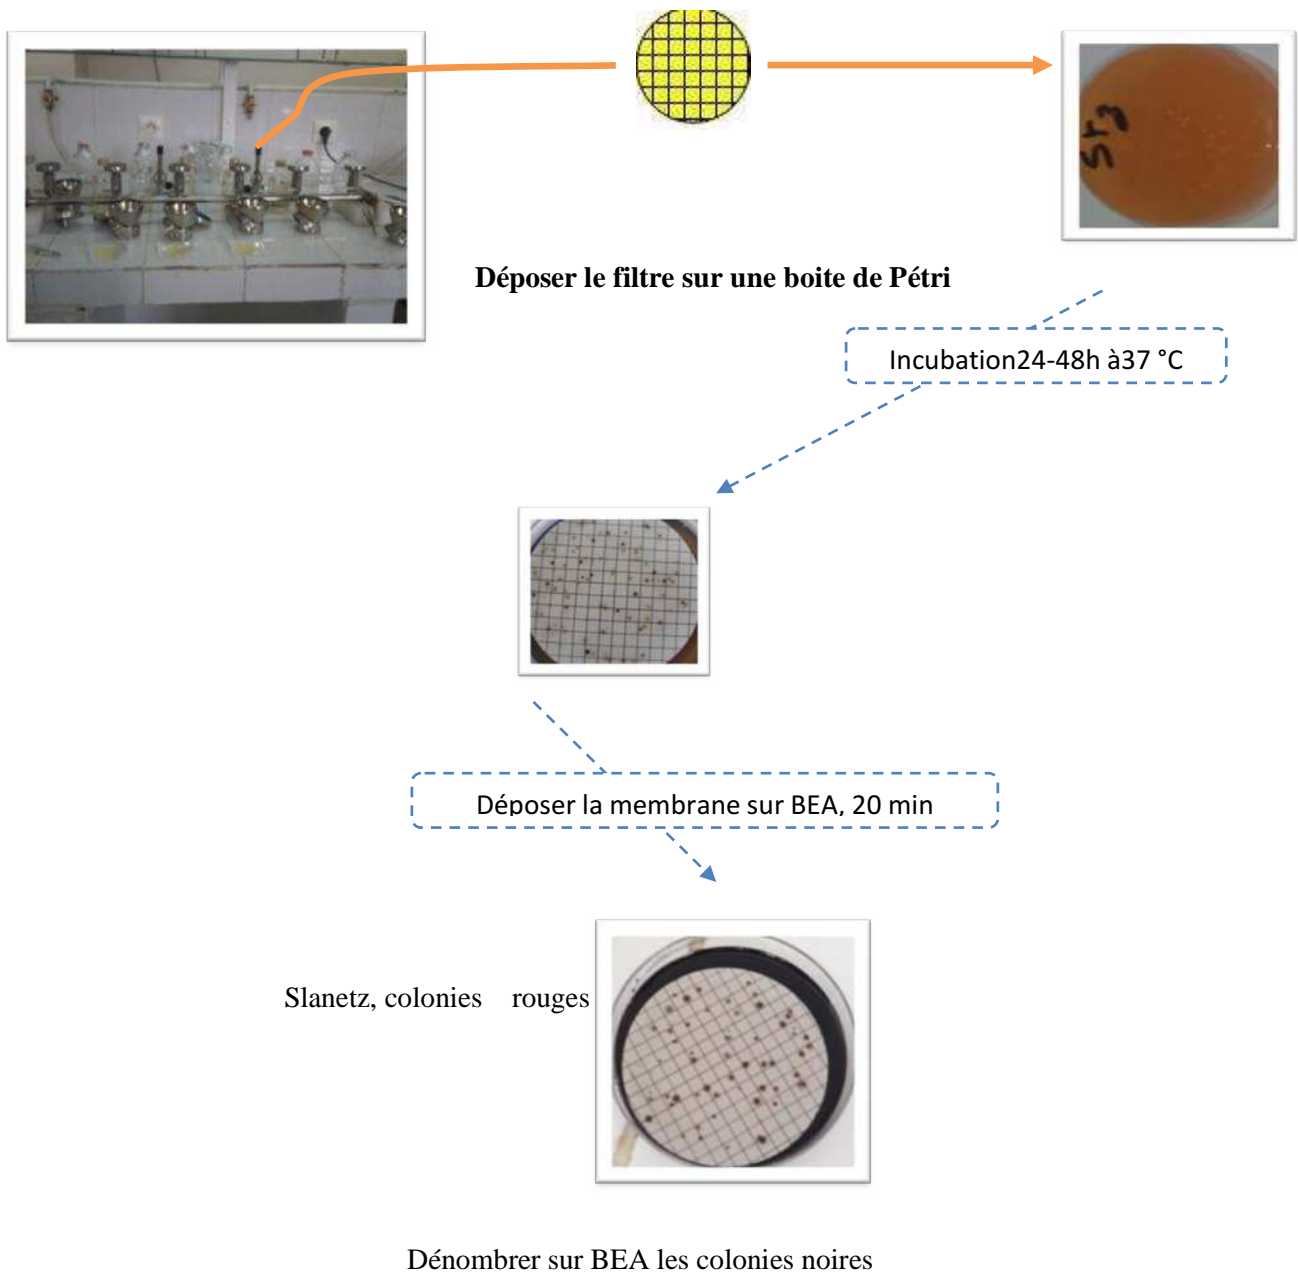 Str
Déposer le filtre sur une boite de Pétri
Incubation24-48h à37 °C
Déposer la membrane sur BEA, 20 min
Slanetz, colonies rouges
Dénombrer sur BEA les colonies noires